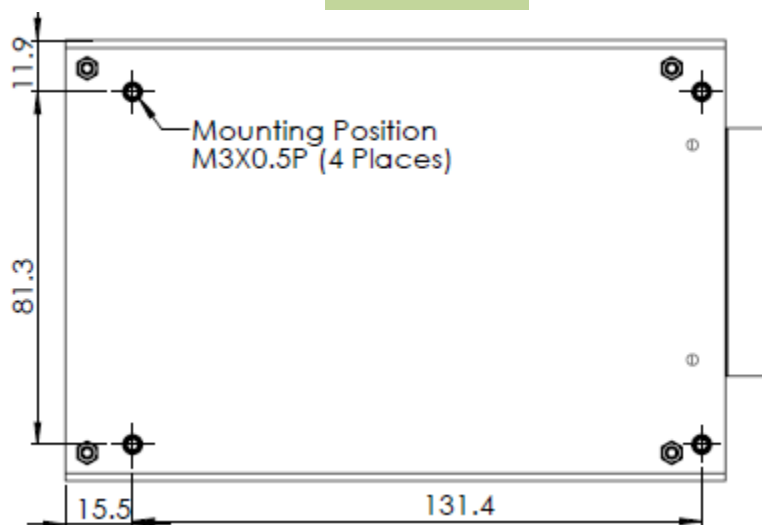 11.9
Mounting Position
M3X0.5P (4 Places)
81.3
15.5
131.4